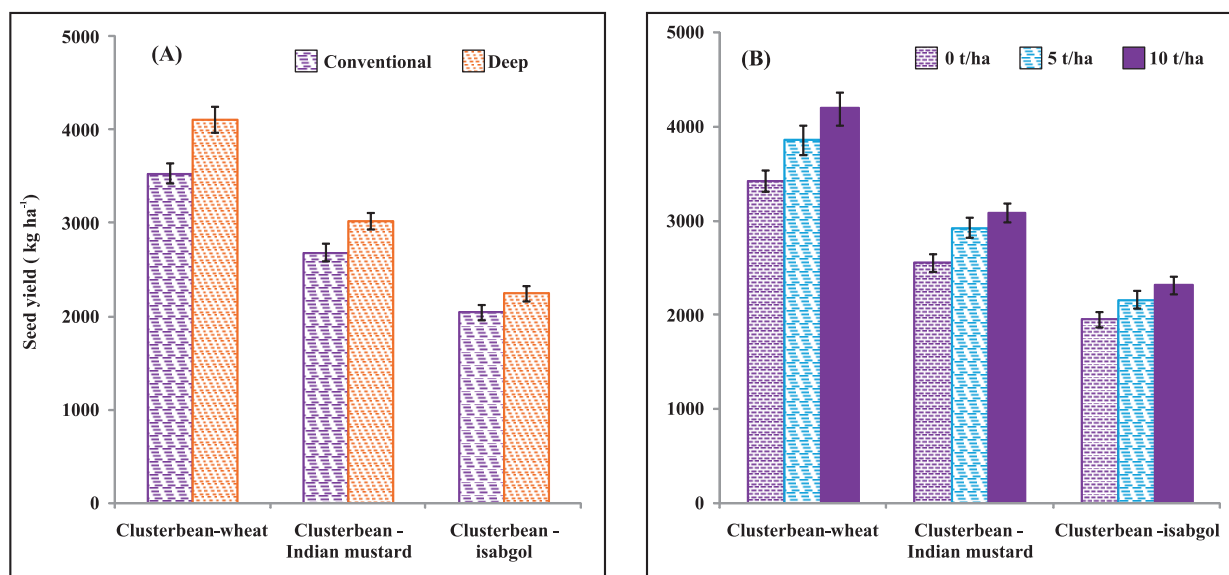 (A)
Conventional
Deep
Seed yield ( kg ha⁻¹)
5000
4000
3000
2000
1000
0
Clusterbean-wheat
Clusterbean -
Indian mustard
Clusterbean -
isabgol
(B)
0 t/ha
5 t/ha
10 t/ha
5000
4000
3000
2000
1000
0
Clusterbean-wheat
Clusterbean -
Indian mustard
Clusterbean -isabgol